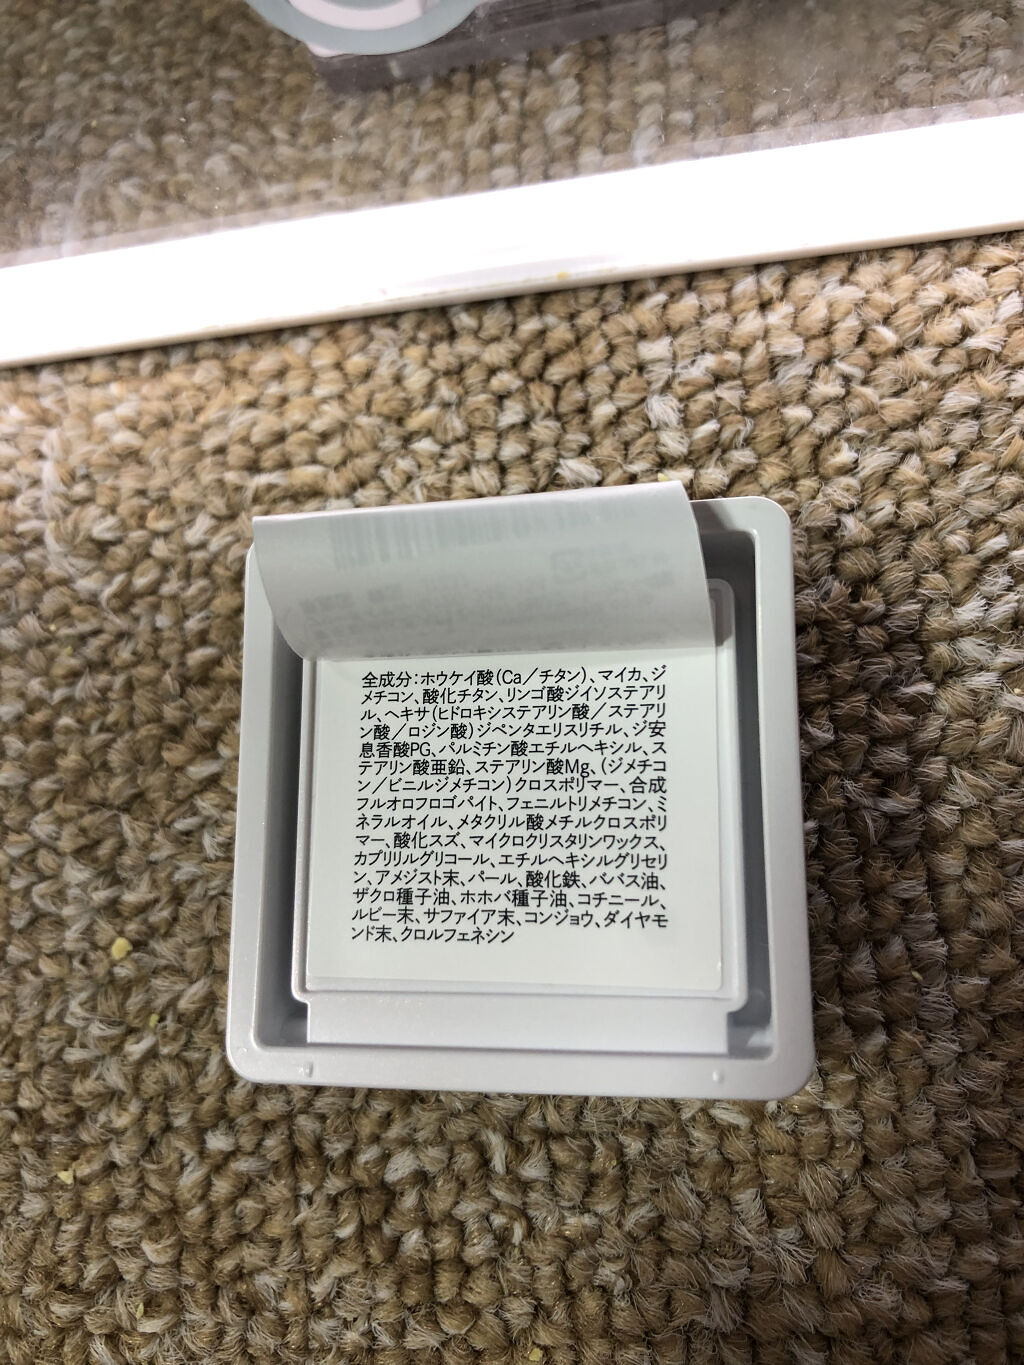 全成分：ホウケイ酸（Ca／チタン）、マイカ、ジ
メチコン、酸化チタン、リンゴ酸ジイソステアリ
ル、ヘキサ（ヒドロキシステアリン酸／ステアリ
ン酸／ロジン酸）ジペンタエリスリチル、ジ安
息香酸PG、パルミチン酸エチルヘキシル、ス
テアリン酸亜鉛、ステアリン酸Mg、（ジメチコ
ン／ビニルジメチコン）クロスポリマー、合成
フルオロフロゴパイト、フェニルトリメチコン、ミ
ネラルオイル、メタクリル酸メチルクロスポリ
マー、酸化スズ、マイクロクリスタリンワックス、
カプリリルグリコール、エチルヘキシルグリセリ
ン、アメジスト末、パール、酸化鉄、ババス油、
ザクロ種子油、ホホバ種子油、コチニール、
ルビー末、サファイア末、コンジョウ、ダイヤモ
ンド末、クロルフェネシン